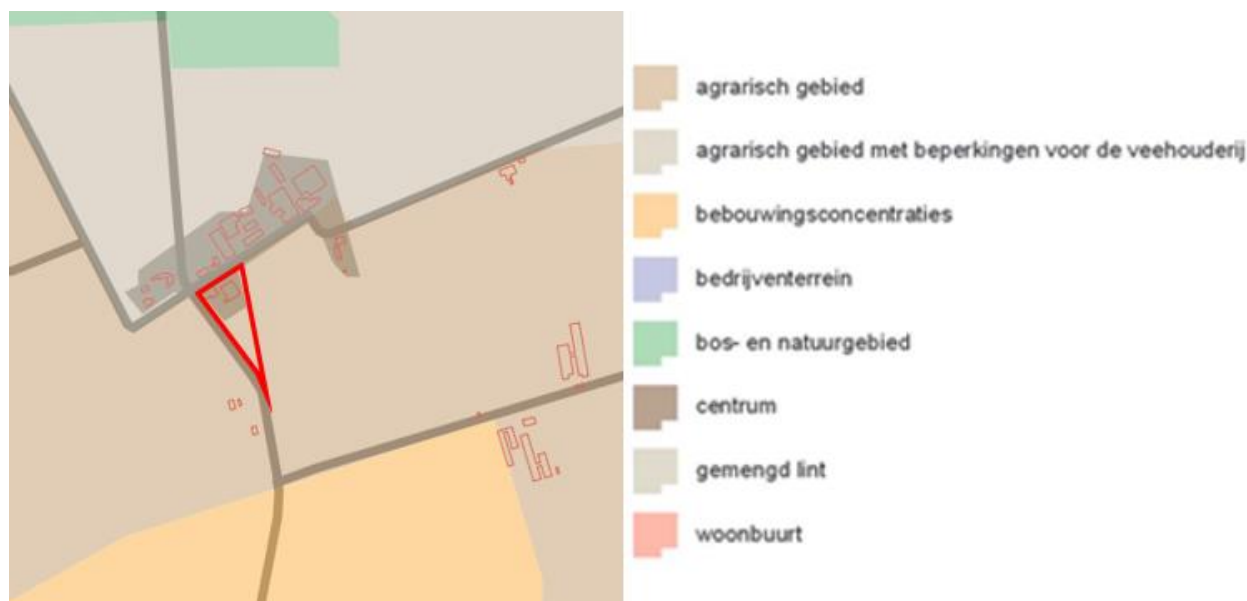 agrarisch gebied
agrarisch gebied met beperkingen voor de veehouderij
bebouwingsconcentraties
bedrijventerrein
bos- en natuurgebied
centrum
gemengd lint
woonbuurt